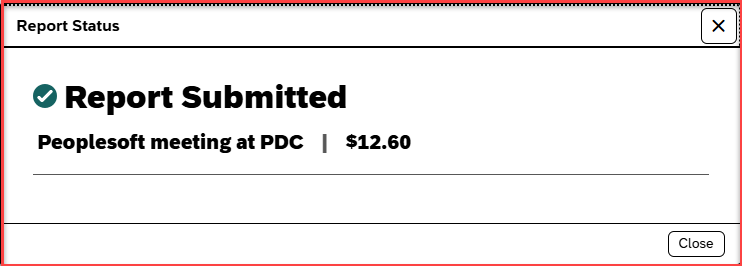 Report Status
Report Submitted
Peoplesoft meeting at PDC | $12.60
Close